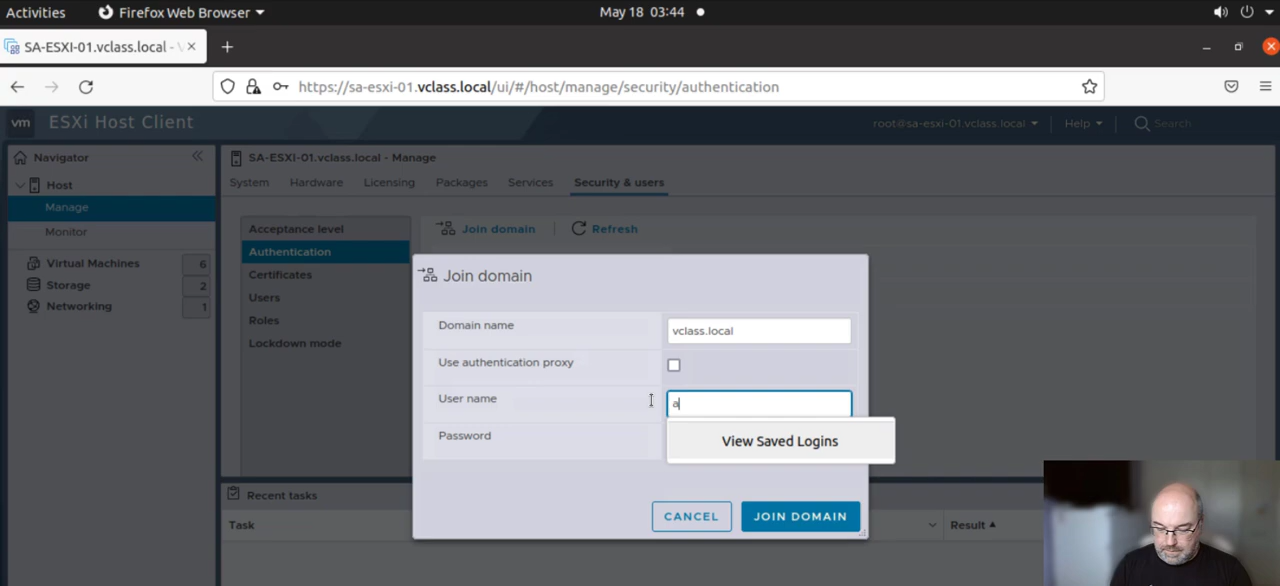 Activities
Firefox Web Browser
May 18 03:44
SA-ESXI-01.vclass.local - V
https://sa-esxi-01.vclass.local/ui/#/host/manage/security/authentication
vm ESXi Host Client
root@sa-esxi-01.vclass.local
Help
Search
Navigator
SA-ESXI-01.vclass.local - Manage
Host
System Hardware Licensing Packages Services Security & users
Manage
Monitor
Virtual Machines 6
Storage 2
Networking 1
Acceptance level
Authentication
Certificates
Users
Roles
Lockdown mode
Join domain
Refresh
Join domain
Domain name vclass.local
Use authentication proxy
User name a
Password
View Saved Logins
CANCEL JOIN DOMAIN
Recent tasks
Task
Result